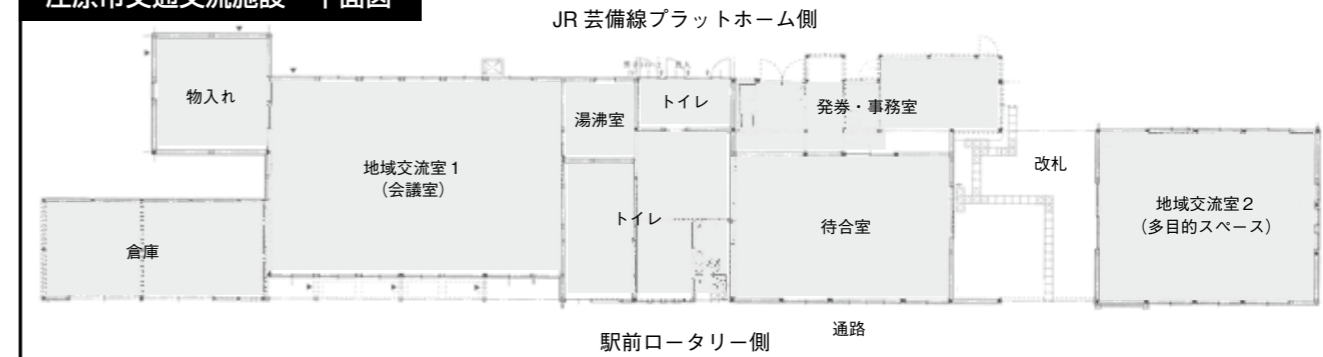 庄原市交通交流施設　平面図
JR 芸備線プラットホーム側
物入れ
トイレ
発券・事務室
湯沸室
地域交流室１
（会議室）
改札
地域交流室２
（多目的スペース）
トイレ
待合室
倉庫
通路
駅前ロータリー側